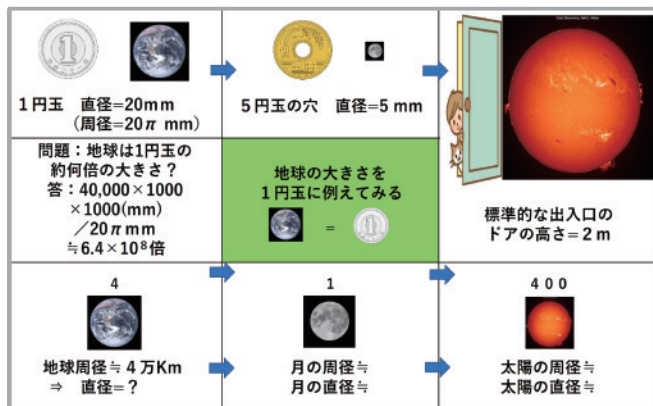 1円玉 直径=20mm
(周径=20π mm)
5円玉の穴 直径=5 mm
標準的な出入口の
ドアの高さ=2 m
問題:地球は1円玉の
約何倍の大きさ?
答:40,000×1000
×1000(mm)
/20πmm
≒6.4×10⁸倍
地球の大きさを
1円玉に例えてみる
=
4
地球周径≒4万Km
⇒ 直径=?
1
月の周径≒
月の直径≒
400
太陽の周径≒
太陽の直径≒